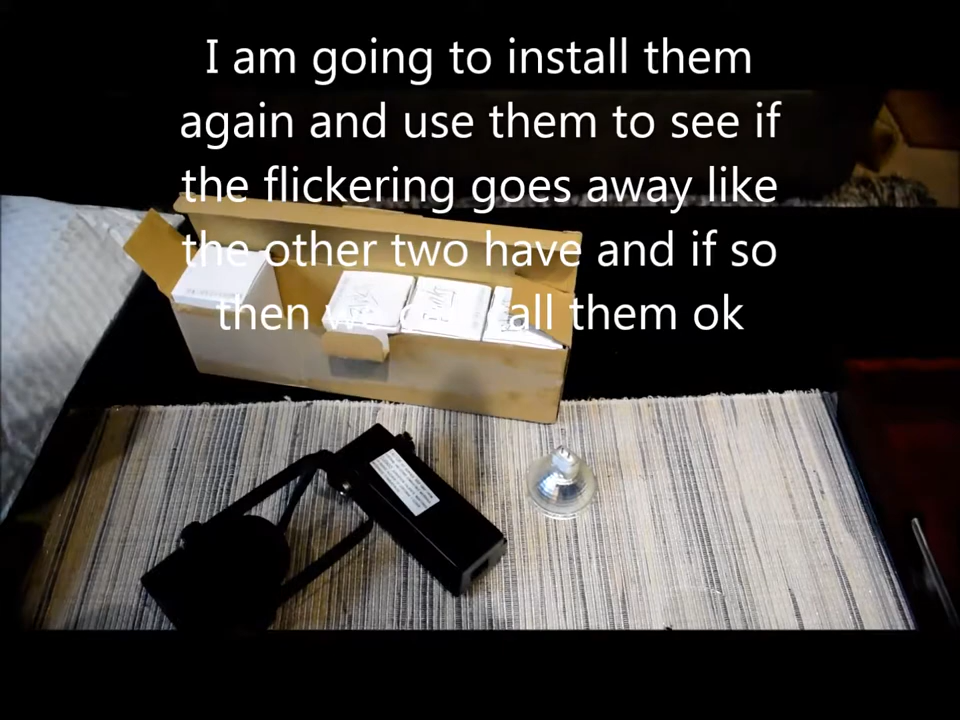 I am going to install them
again and use them to see if
the flickering goes away like
the other two have and if so
then all them ok